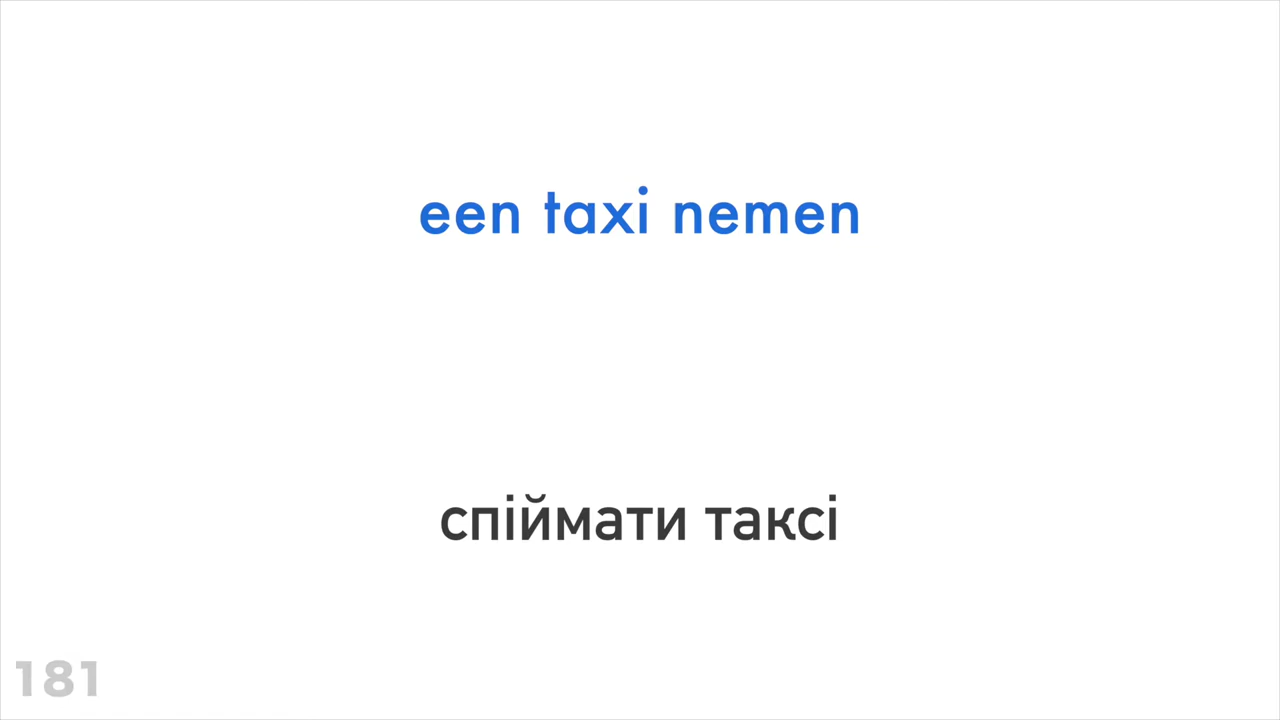 een taxi nemen
спіймати таксі
181